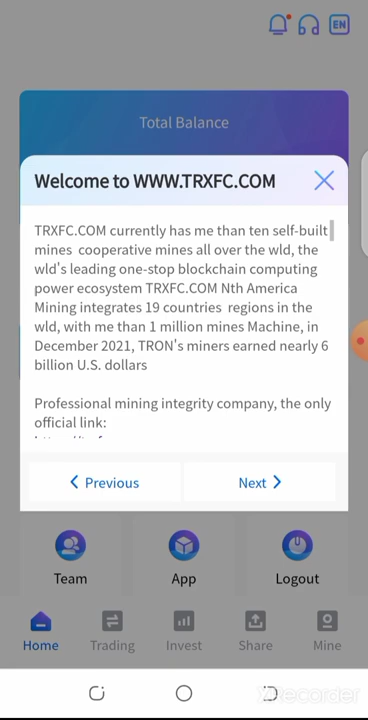 EN
Total Balance
Welcome to WWW.TRXFC.COM
TRXFC.COM currently has me than ten self-built
mines cooperative mines all over the wld, the
wld's leading one-stop blockchain computing
power ecosystem TRXFC.COM Nth America
Mining integrates 19 countries regions in the
wld, with me than 1 million mines Machine, in
December 2021, TRON's miners earned nearly 6
billion U.S. dollars
Professional mining integrity company, the only
official link:
Previous
Next
Team
App
Logout
Home
Trading
Invest
Share
Mine
XRecorder